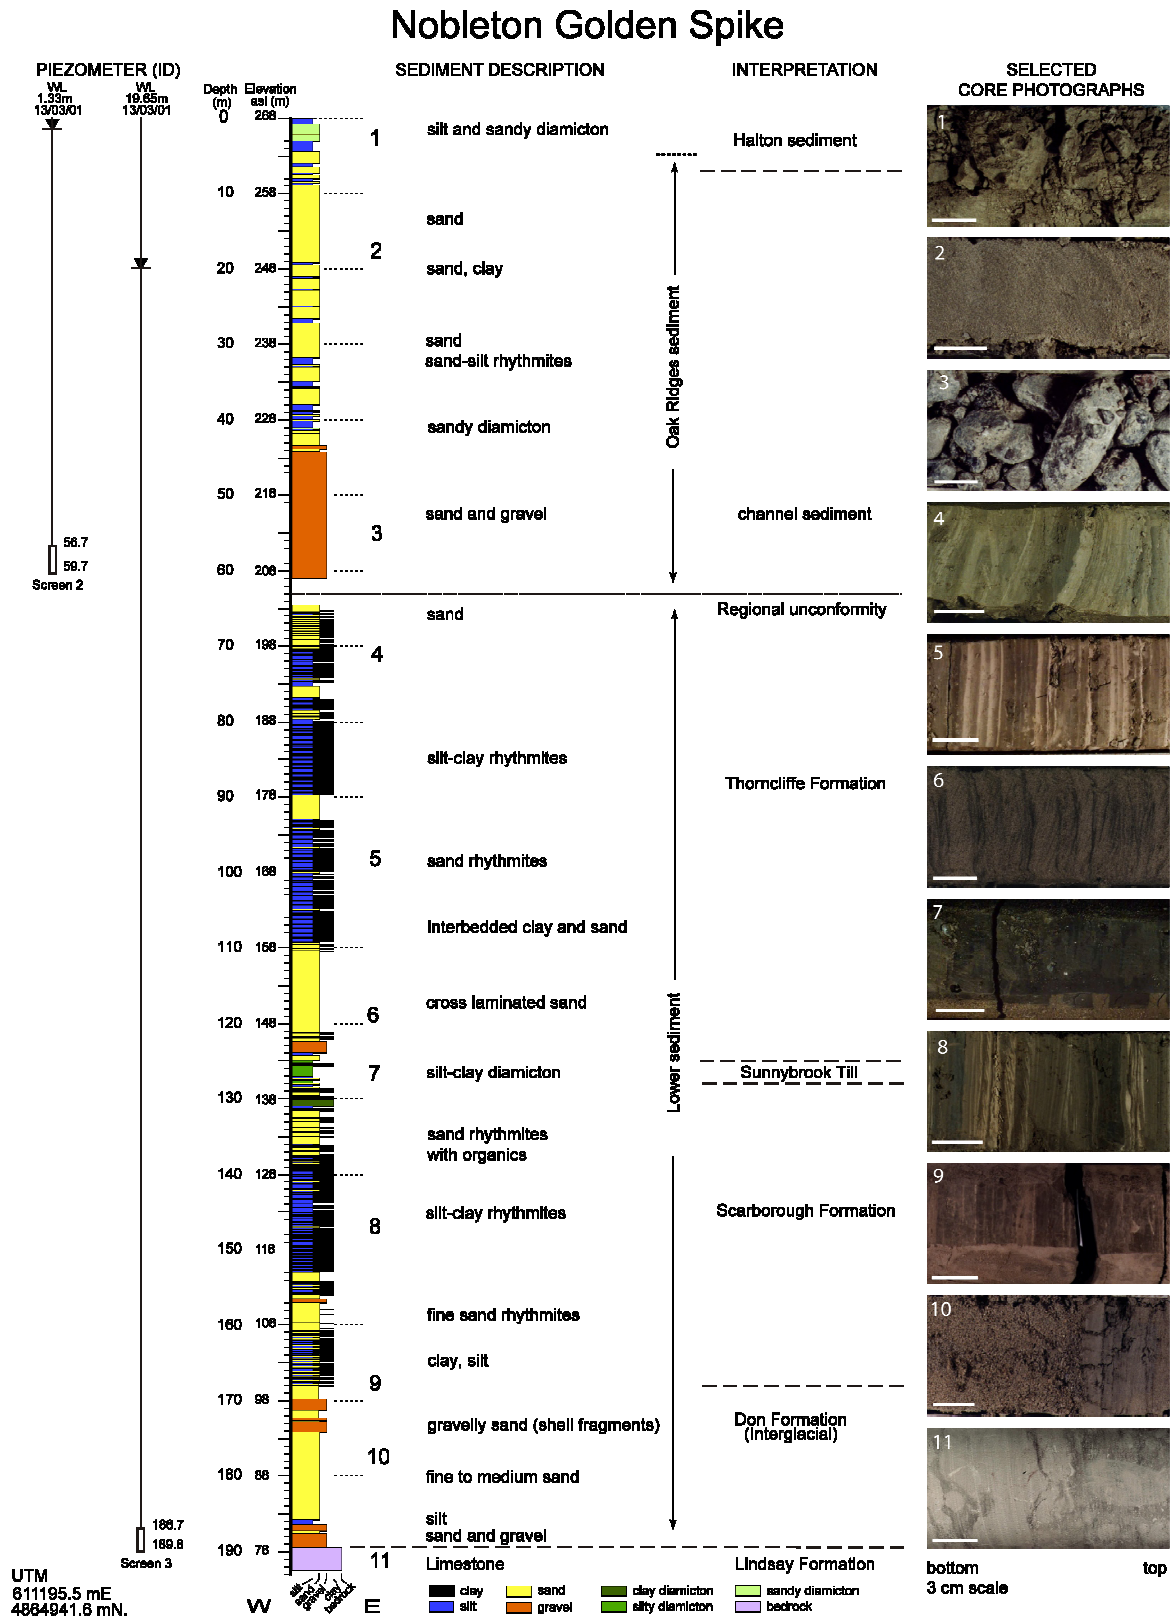 Nobleton Golden Spike
PIEZOMETER (ID)
SEDIMENT DESCRIPTION
INTERPRETATION
SELECTED
CORE PHOTOGRAPHS
WL
1.33m
13/03/01
WL
19.65m
13/03/01
Depth
(m)
Elevation
asl (m)
0 268
10 258
20 248
30 238
40 228
50 218
60 208
70 198
80 188
90 178
100 168
110 158
120 148
130 138
140 128
150 118
160 108
170 98
180 88
190 78
1
2
3
4
5
6
7
8
9
10
11
silt and sandy diamicton
sand
sand, clay
sand
sand-silt rhythmites
sandy diamicton
sand and gravel
sand
silt-clay rhythmites
sand rhythmites
Interbedded clay and sand
cross laminated sand
silt-clay diamicton
sand rhythmites
with organics
silt-clay rhythmites
fine sand rhythmites
clay, silt
gravelly sand (shell fragments)
fine to medium sand
silt
sand and gravel
Limestone
Oak Ridges sediment
Lower sediment
Halton sediment
channel sediment
Regional unconformity
Thorncliffe Formation
Sunnybrook Till
Scarborough Formation
Don Formation
(Interglacial)
Lindsay Formation
1
2
3
4
5
6
7
8
9
10
11
bottom
top
3 cm scale
56.7
59.7
Screen 2
186.7
189.8
Screen 3
UTM
611195.5 mE
4864941.6 mN.
silt
sand
gravel
clay
bedrock
W
E
clay
silt
sand
gravel
clay diamicton
silty diamicton
sandy diamicton
bedrock